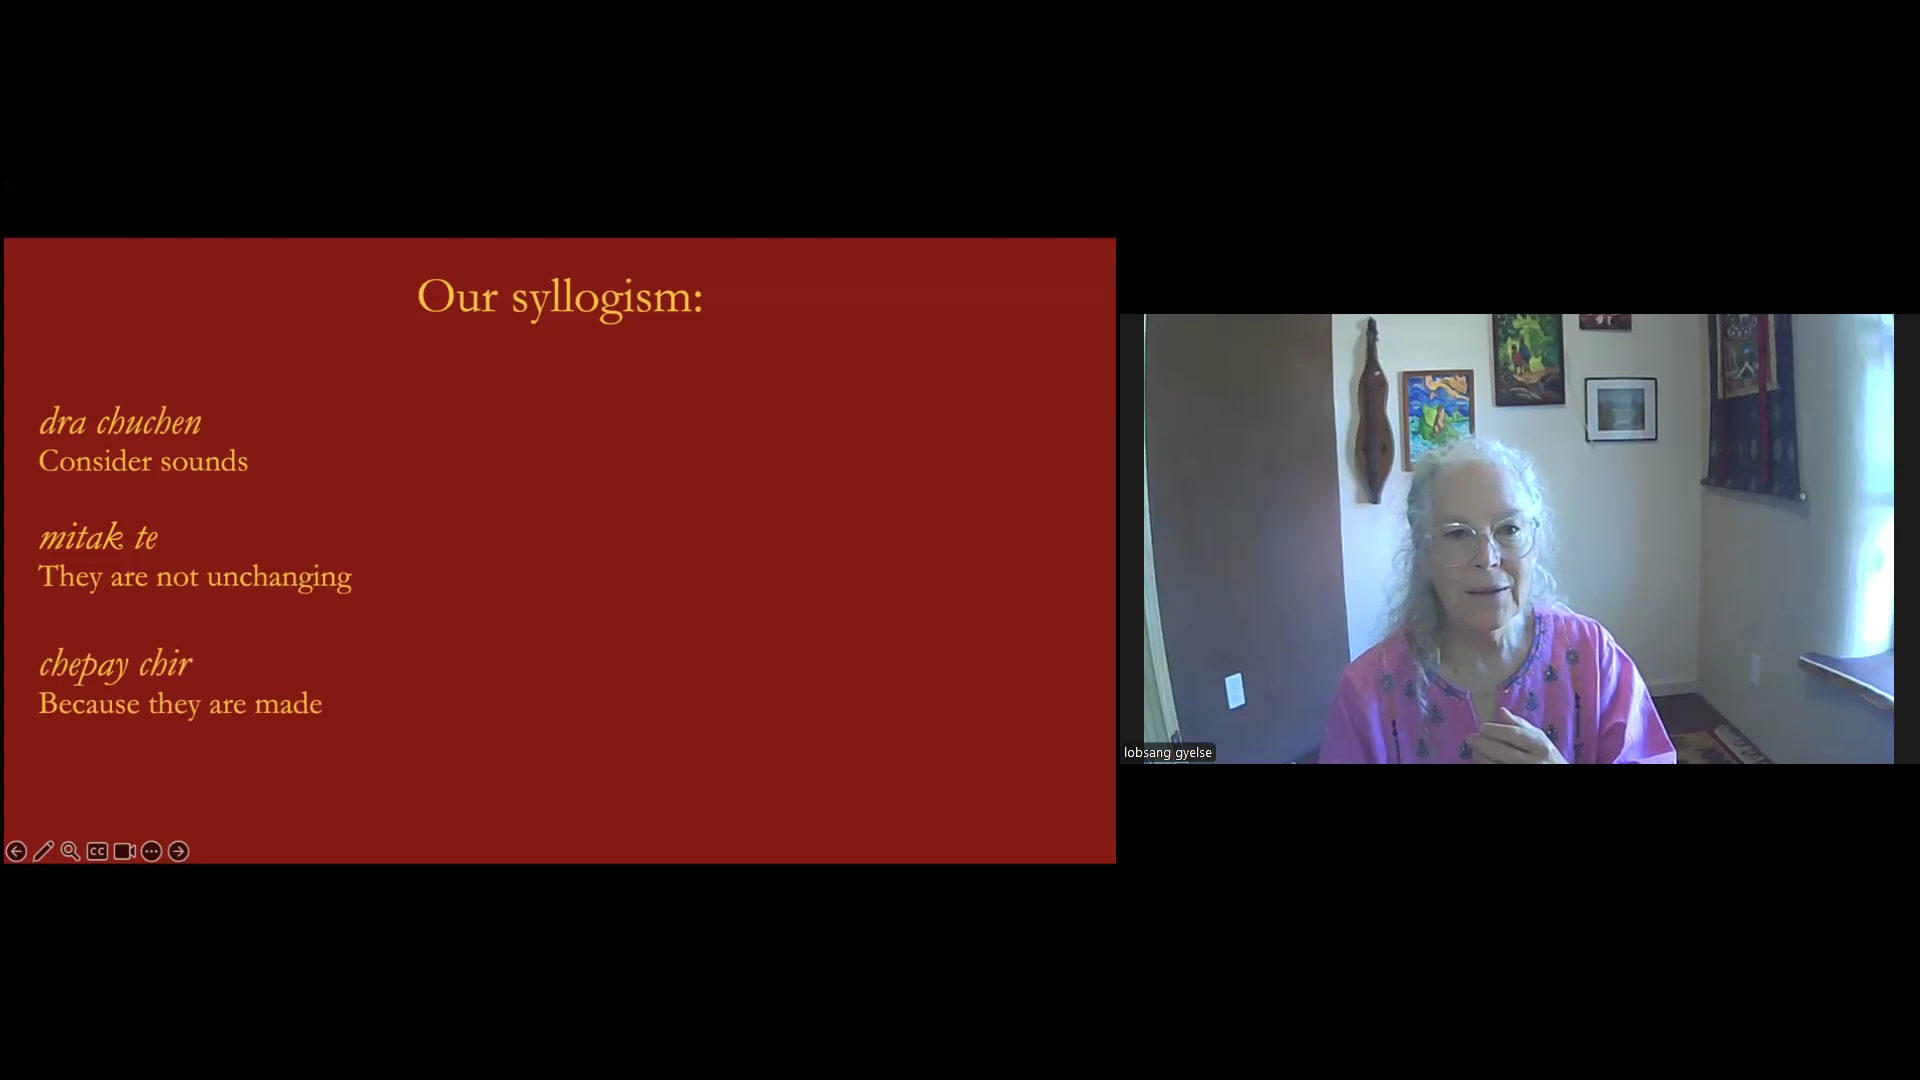 Our syllogism:
dra chuchen
Consider sounds
mitak te
They are not unchanging
chepay chir
Because they are made
CC
lobsang gyelse